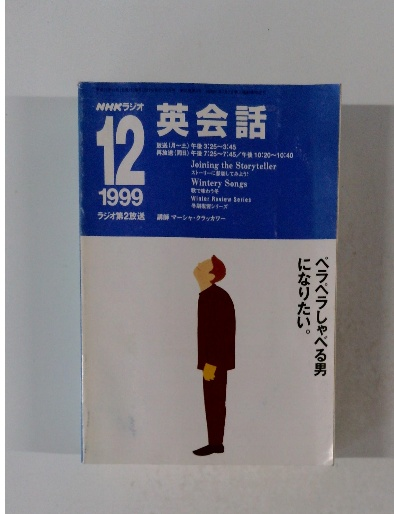 NHKラジオ
英会話
12
1999
ラジオ第2放送
放送(月~土)午後3:25~3:45
再放送(同日)午後7:25~7:45/午後10:20~10:40
Joining the Storyteller
ストーリーに参加してみよう!
Wintery Songs
歌で味わう冬
Winter Review Series
冬期復習シリーズ
講師 マーシャ・クラッカワー
ペラペラしゃべる男
になりたい。